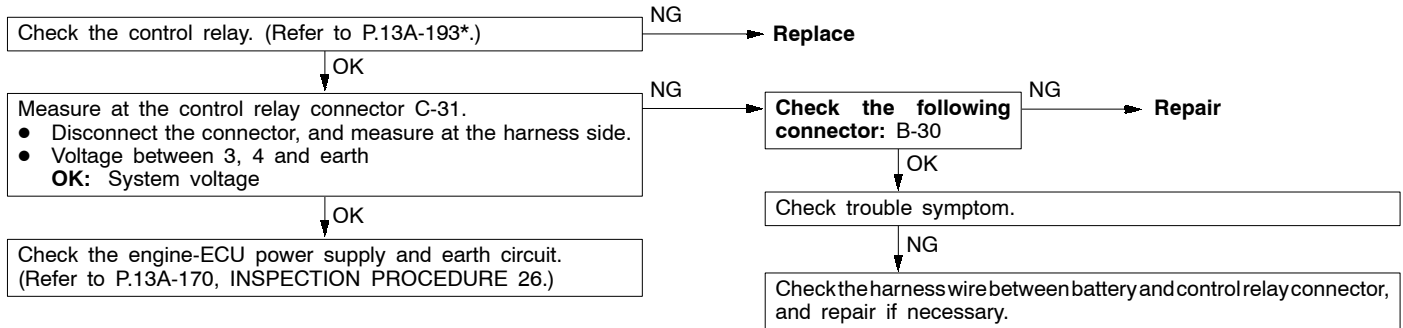 Check the control relay. (Refer to P.13A-193*.)
NG
Replace
OK
Measure at the control relay connector C-31.
● Disconnect the connector, and measure at the harness side.
● Voltage between 3, 4 and earth
OK: System voltage
NG
Check the following
connector: B-30
NG
Repair
OK
Check trouble symptom.
NG
Check the harness wire between battery and control relay connector,
and repair if necessary.
OK
Check the engine-ECU power supply and earth circuit.
(Refer to P.13A-170, INSPECTION PROCEDURE 26.)